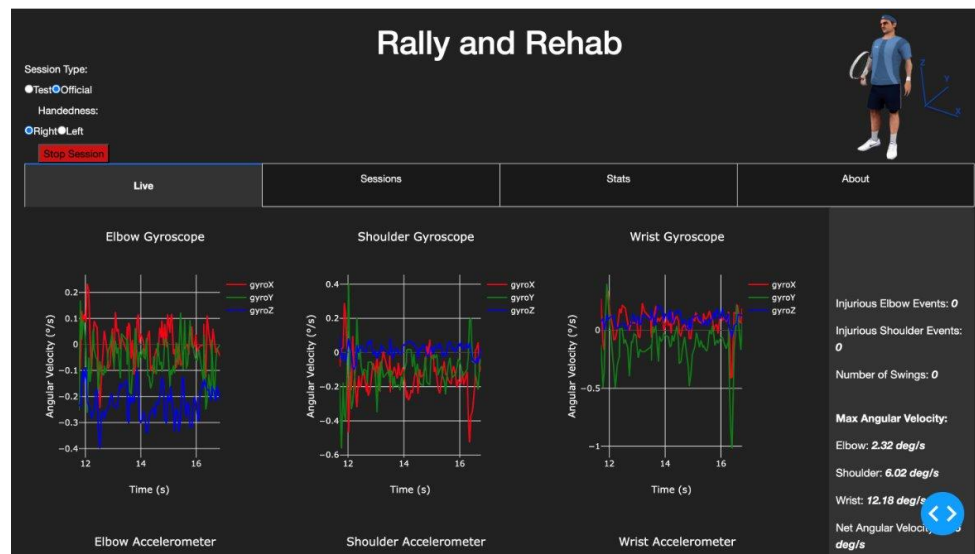 Rally and Rehab
Session Type:
Test Official
Handedness:
Right Left
Stop Session
Z
Y
X
Live
Sessions
Stats
About
Elbow Gyroscope
gyroX
gyroY
gyroZ
Angular Velocity (°/s)
0.2
0.1
0
−0.1
−0.2
−0.3
−0.4
12 14 16
Time (s)
Shoulder Gyroscope
gyroX
gyroY
gyroZ
Angular Velocity (°/s)
0.4
0.2
0
−0.2
−0.4
−0.6
12 14 16
Time (s)
Wrist Gyroscope
gyroX
gyroY
gyroZ
Angular Velocity (°/s)
0
−0.5
−1
12 14 16
Time (s)
Injurious Elbow Events: 0
Injurious Shoulder Events:
0
Number of Swings: 0
Max Angular Velocity:
Elbow: 2.32 deg/s
Shoulder: 6.02 deg/s
Wrist: 12.18 deg/s
Net Angular
deg/s
Elbow Accelerometer
Shoulder Accelerometer
Wrist Accelerometer